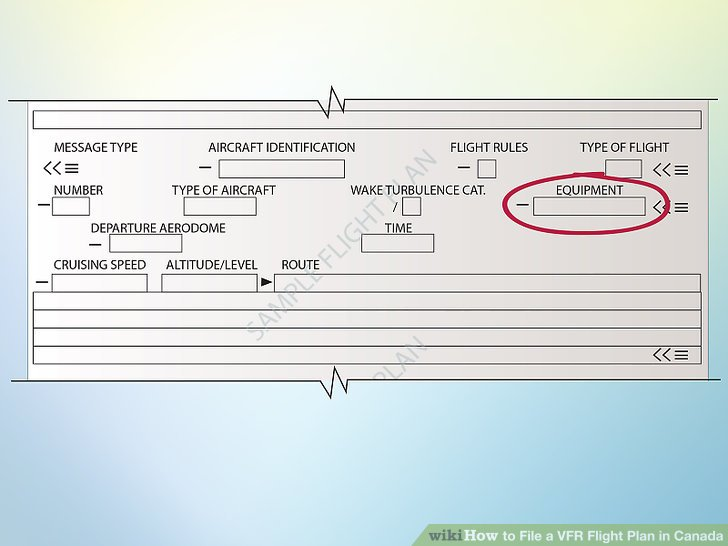 MESSAGE TYPE AIRCRAFT IDENTIFICATION FLIGHT RULES TYPE OF FLIGHT
NUMBER TYPE OF AIRCRAFT WAKE TURBULENCE CAT. EQUIPMENT
/
DEPARTURE AERODOME TIME
CRUISING SPEED ALTITUDE/LEVEL ROUTE
SAMPLE FLIGHT PLAN
PLAN
wikiHow to File a VFR Flight Plan in Canada